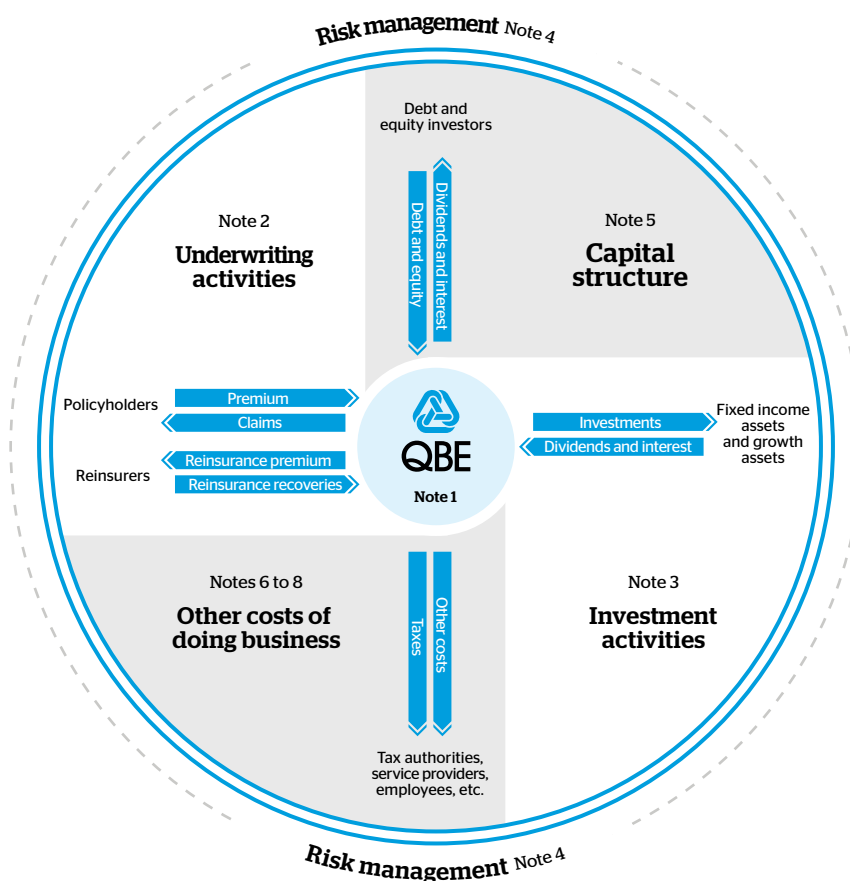 Risk management Note 4
Debt and
equity investors
Debt and equity
Dividends and interest
Note 2
Underwriting
activities
Note 5
Capital
structure
Policyholders
Premium
Claims
Reinsurers
Reinsurance premium
Reinsurance recoveries
QBE
Note 1
Investments
Dividends and interest
Fixed income
assets
and growth
assets
Notes 6 to 8
Other costs of
doing business
Taxes
Other costs
Tax authorities,
service providers,
employees, etc.
Note 3
Investment
activities
Risk management Note 4